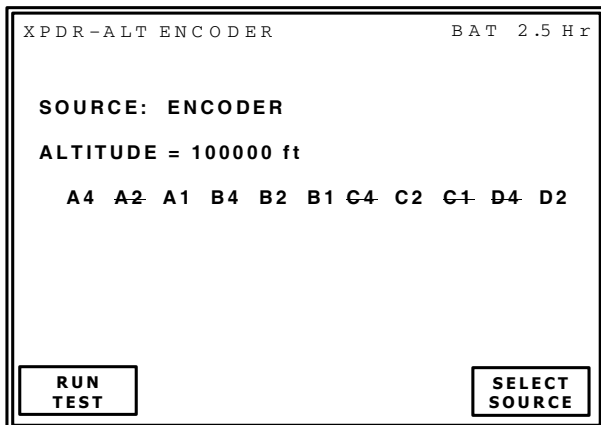 XPDR-ALT ENCODER BAT 2.5 Hr
SOURCE: ENCODER
ALTITUDE = 100000 ft
A4 A2 A1 B4 B2 B1 C4 C2 C1 D4 D2
RUN
TEST
SELECT
SOURCE